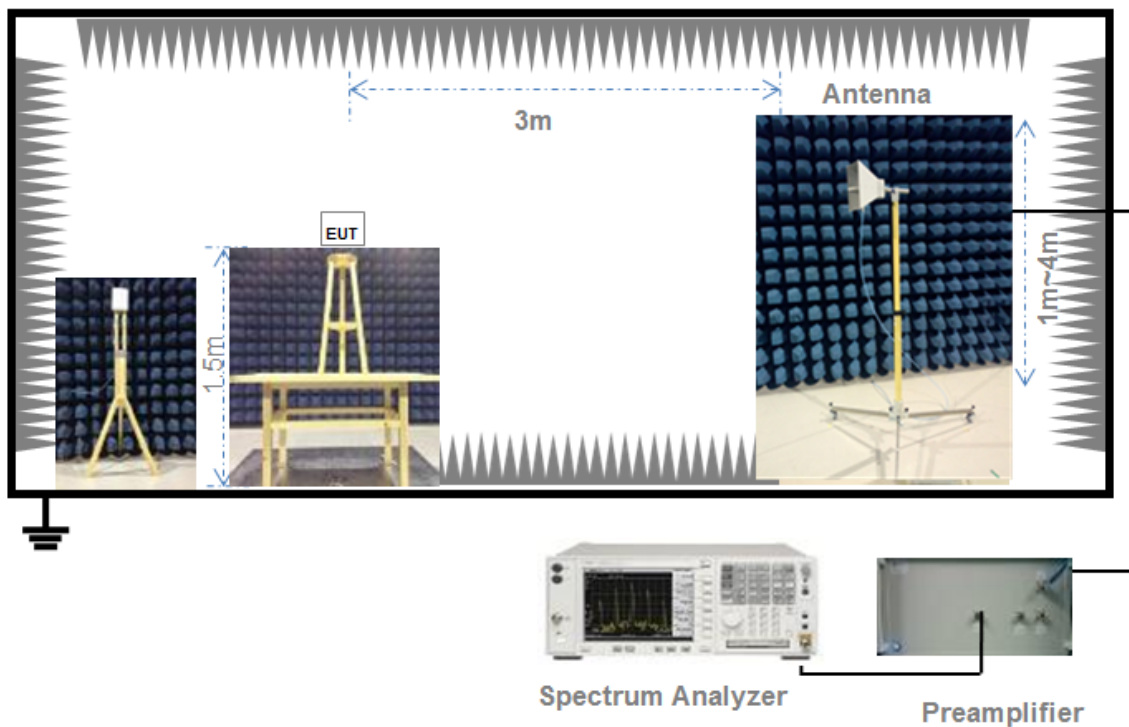 Antenna
3m
EUT
1.5m
1m~4m
Spectrum Analyzer
Preamplifier